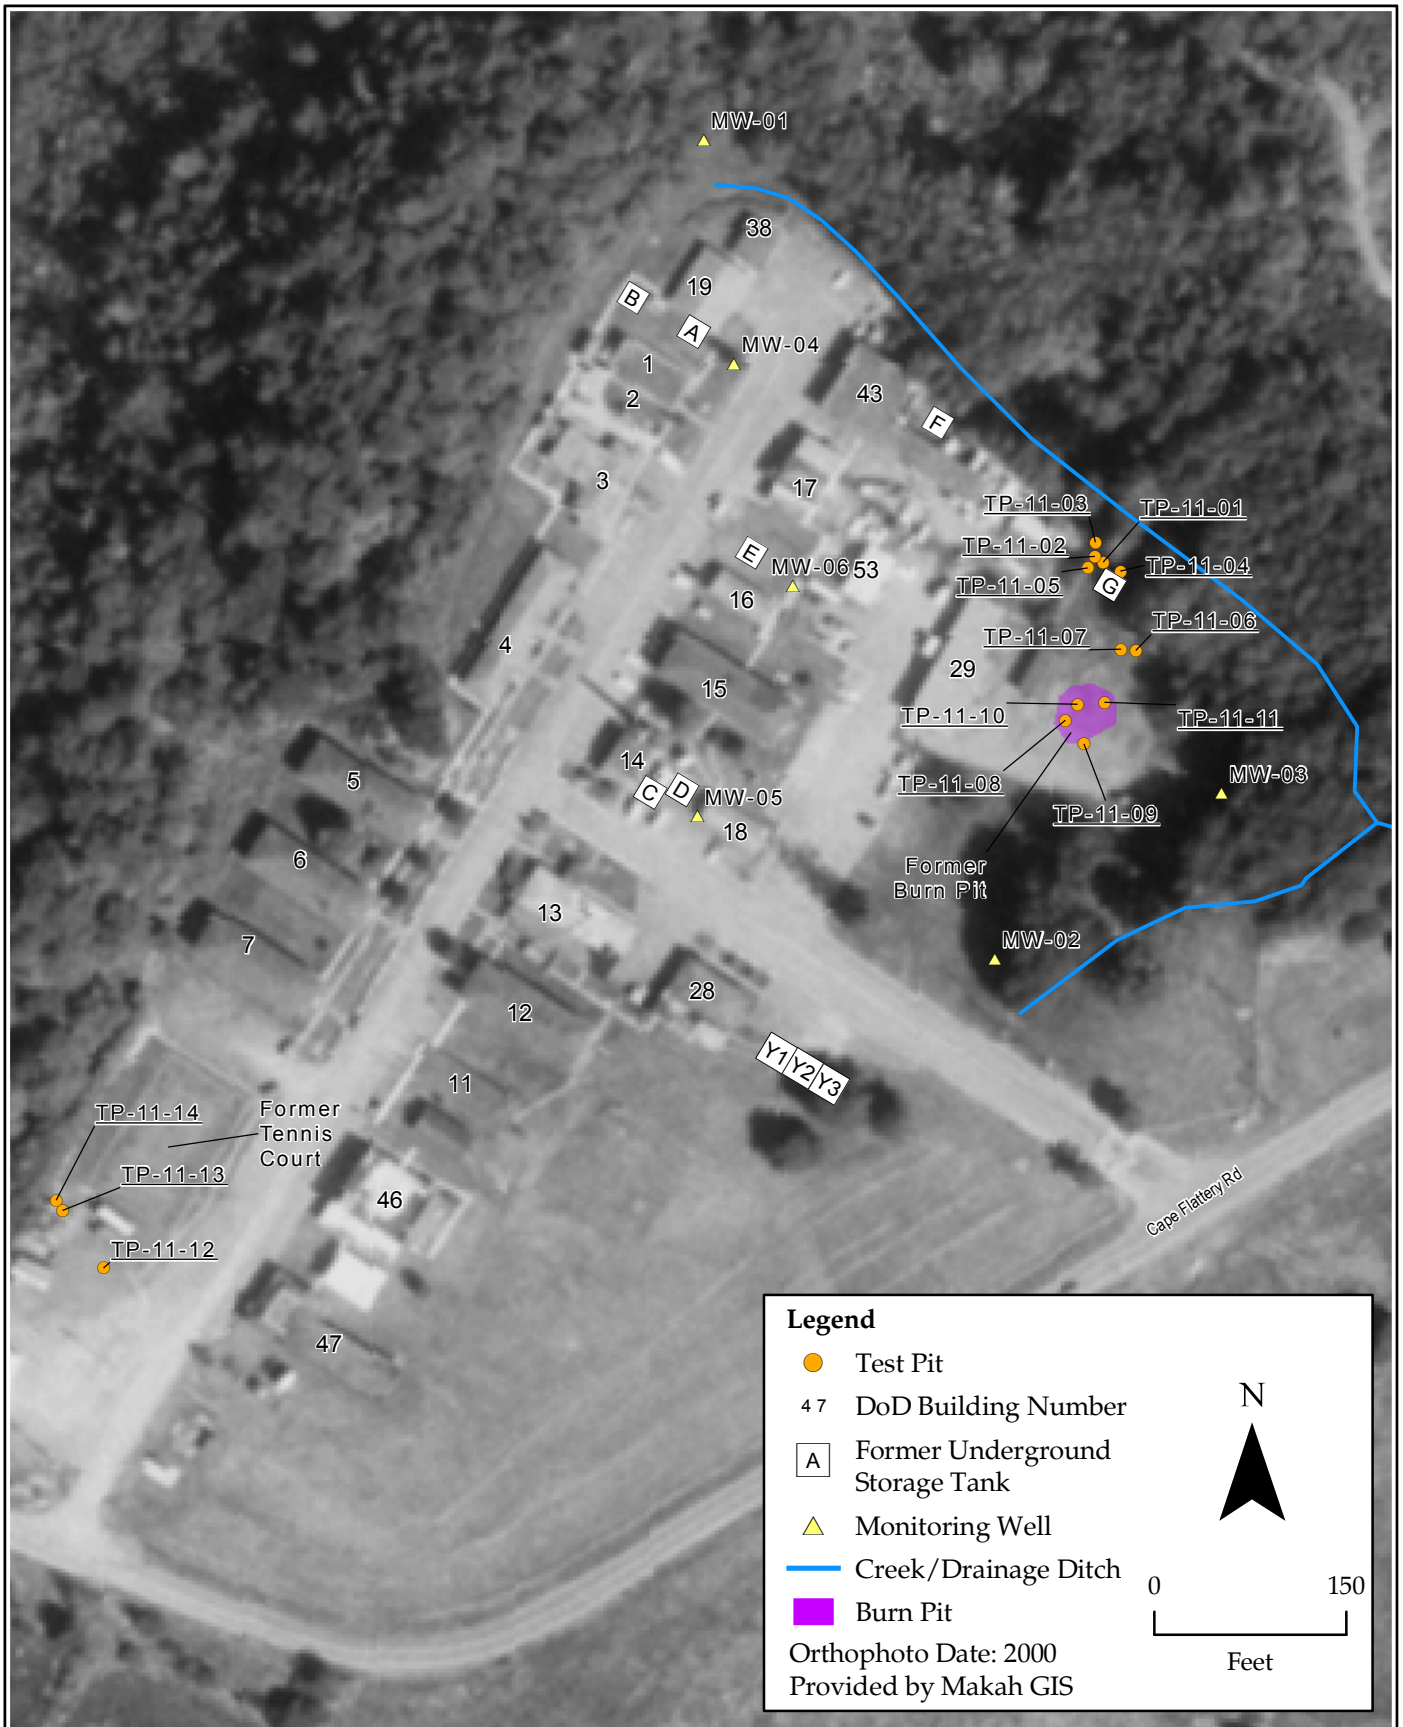 MW-01
38
19
B
A
MW-04
1
2
43
F
3
17
TP-11-03
TP-11-01
TP-11-02
E
MW-06
53
TP-11-05
TP-11-04
G
16
TP-11-06
TP-11-07
4
29
15
TP-11-10
TP-11-11
14
5
C
D
MW-05
TP-11-08
MW-03
18
TP-11-09
6
Former
Burn Pit
13
7
MW-02
28
12
Y1
Y2
Y3
11
TP-11-14
Former
Tennis
Court
TP-11-13
46
Cape Flattery Rd
TP-11-12
47
Legend
Test Pit
47 DoD Building Number
A Former Underground
Storage Tank
Monitoring Well
Creek/Drainage Ditch
Burn Pit
Orthophoto Date: 2000
Provided by Makah GIS
N
0 150
Feet